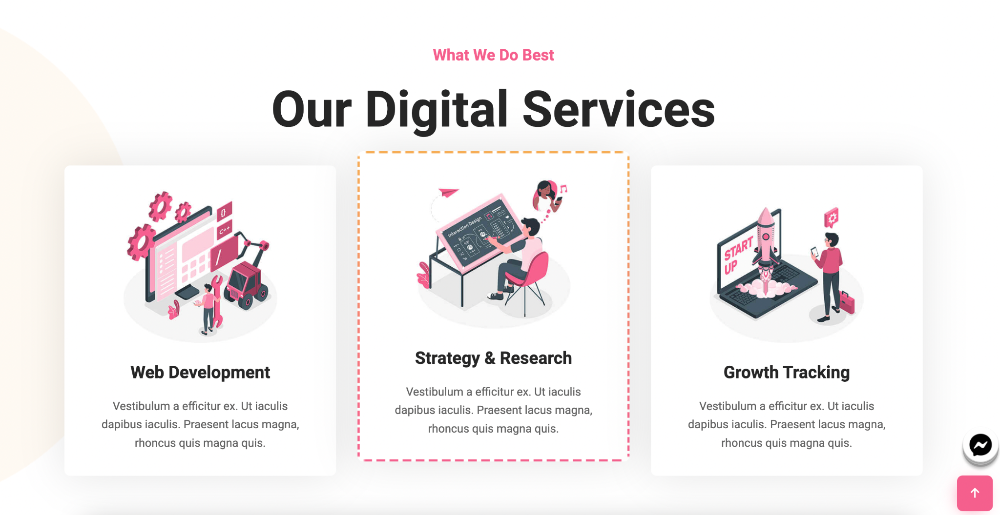 What We Do Best
Our Digital Services
{}
C++
/
Web Development
Vestibulum a efficitur ex. Ut iaculis
dapibus iaculis. Praesent lacus magna,
rhoncus quis magna quis.
Interaction Design
9:30
Strategy & Research
Vestibulum a efficitur ex. Ut iaculis
dapibus iaculis. Praesent lacus magna,
rhoncus quis magna quis.
START
UP
Growth Tracking
Vestibulum a efficitur ex. Ut iaculis
dapibus iaculis. Praesent lacus magna,
rhoncus quis magna quis.